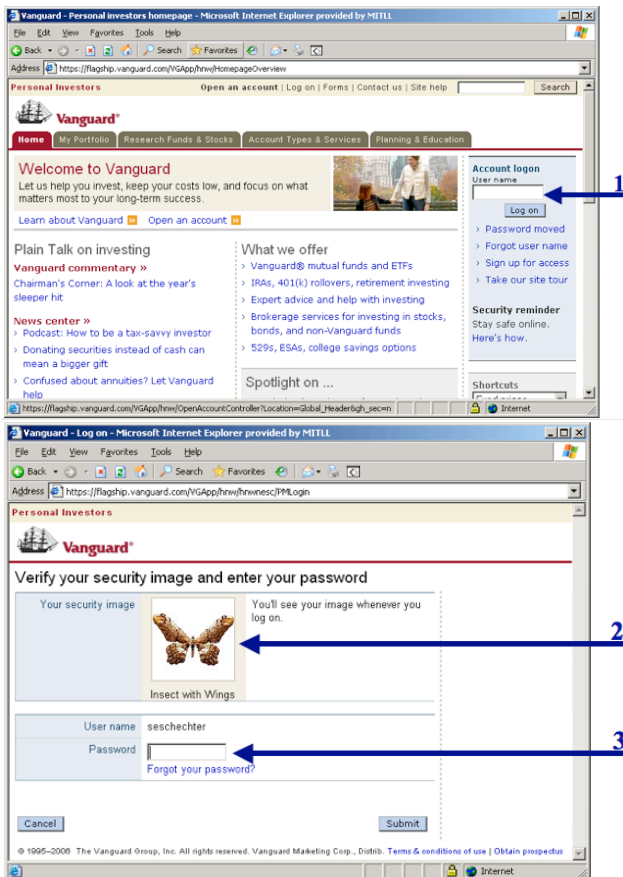 Vanguard - Personal investors homepage - Microsoft Internet Explorer provided by MITLL
File Edit View Favorites Tools Help
Back Search Favorites
Address https://flagship.vanguard.com/VGApp/hnw/HomepageOverview
Personal Investors Open an account | Log on | Forms | Contact us | Site help Search
Vanguard®
Home My Portfolio Research Funds & Stocks Account Types & Services Planning & Education
Welcome to Vanguard
Let us help you invest, keep your costs low, and focus on what
matters most to your long-term success.
Learn about Vanguard Open an account
Account logon
User name
1
Log on
› Password moved
› Forgot user name
› Sign up for access
› Take our site tour
Plain Talk on investing
Vanguard commentary »
Chairman's Corner: A look at the year's
sleeper hit
News center »
› Podcast: How to be a tax-savvy investor
› Donating securities instead of cash can
mean a bigger gift
› Confused about annuities? Let Vanguard
help
What we offer
› Vanguard® mutual funds and ETFs
› IRAs, 401(k) rollovers, retirement investing
› Expert advice and help with investing
› Brokerage services for investing in stocks,
bonds, and non-Vanguard funds
› 529s, ESAs, college savings options
Spotlight on ...
Security reminder
Stay safe online.
Here's how.
Shortcuts
https://flagship.vanguard.com/VGApp/hnw/OpenAccountController?Location=Global_Header&gh_sec=n Internet
Vanguard - Log on - Microsoft Internet Explorer provided by MITLL
File Edit View Favorites Tools Help
Back Search Favorites
Address https://flagship.vanguard.com/VGApp/hnw/hnwnesc/PMLogin
Personal Investors
Vanguard®
Verify your security image and enter your password
Your security image
You'll see your image whenever you
log on.
2
Insect with Wings
User name seschechter
Password
3
Forgot your password?
Cancel Submit
© 1995–2006 The Vanguard Group, Inc. All rights reserved. Vanguard Marketing Corp., Distrib. Terms & conditions of use | Obtain prospectus
Internet